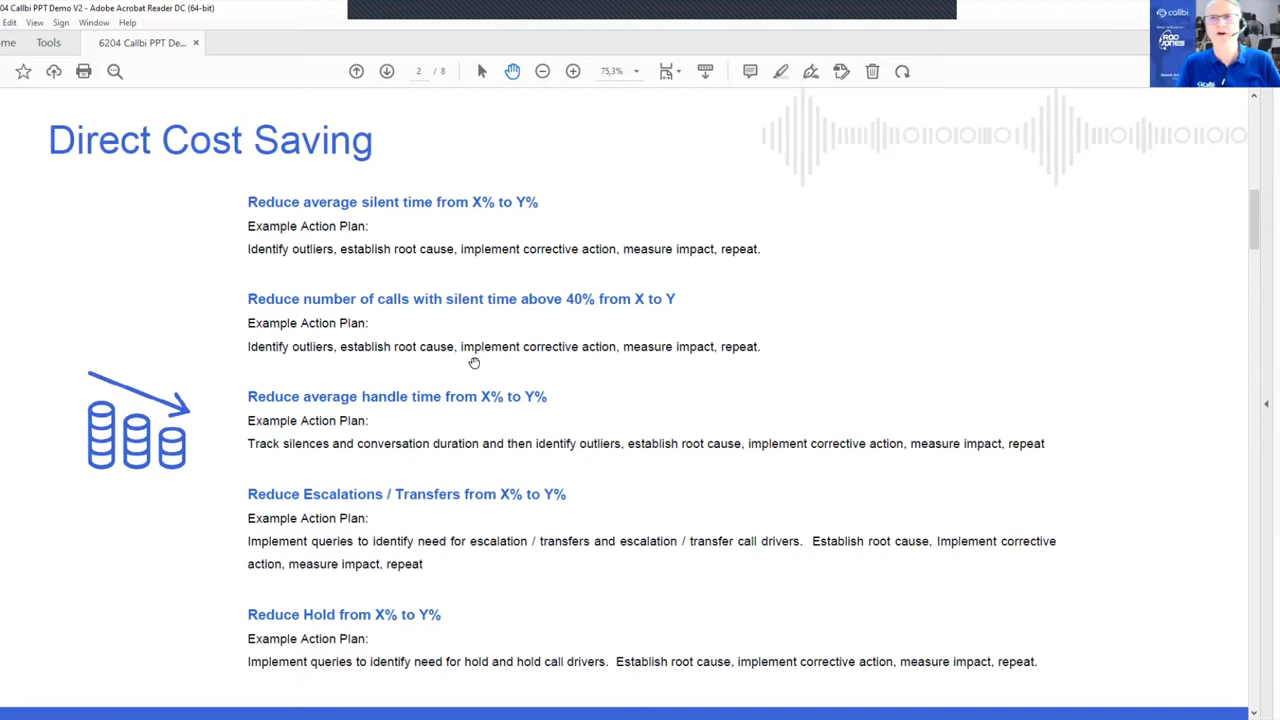 04 Callbi PPT Demo V2 - Adobe Acrobat Reader DC (64-bit)
Edit View Sign Window Help
me Tools 6204 Callbi PPT De... ×
2 / 8 75,3%
callbi
ROD JONES
Direct Cost Saving
Reduce average silent time from X% to Y%
Example Action Plan:
Identify outliers, establish root cause, implement corrective action, measure impact, repeat.
Reduce number of calls with silent time above 40% from X to Y
Example Action Plan:
Identify outliers, establish root cause, implement corrective action, measure impact, repeat.
Reduce average handle time from X% to Y%
Example Action Plan:
Track silences and conversation duration and then identify outliers, establish root cause, implement corrective action, measure impact, repeat
Reduce Escalations / Transfers from X% to Y%
Example Action Plan:
Implement queries to identify need for escalation / transfers and escalation / transfer call drivers.  Establish root cause, Implement corrective
action, measure impact, repeat
Reduce Hold from X% to Y%
Example Action Plan:
Implement queries to identify need for hold and hold call drivers.  Establish root cause, implement corrective action, measure impact, repeat.